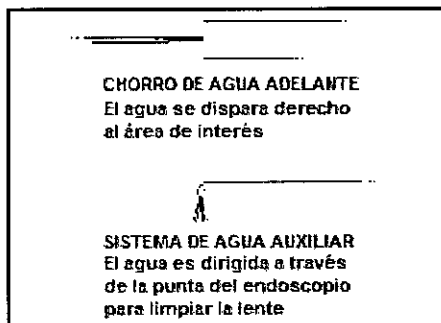 CHORRO DE AGUA ADELANTE
El agua se dispara derecho
al área de interés
SISTEMA DE AGUA AUXILIAR
El agua es dirigida a través
de la punta del endoscopio
para limpiar la lente